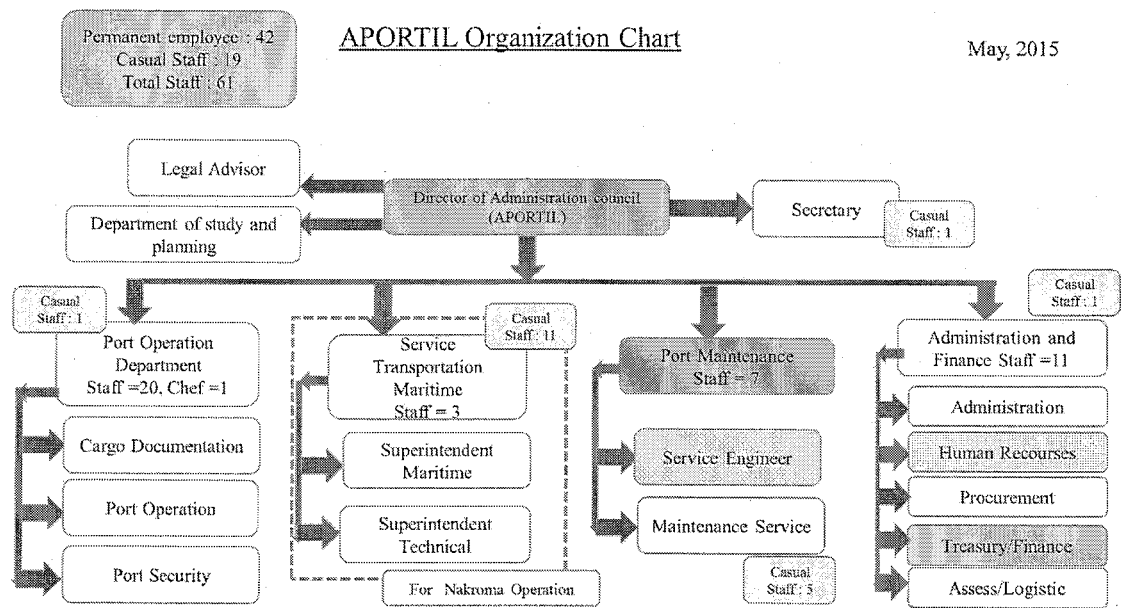 Permanent employee : 42
Casual Staff : 19
Total Staff : 61
APORTIL Organization Chart
May, 2015
Legal Advisor
Department of study and
planning
Director of Administration council
(APORTIL)
Secretary
Casual
Staff : 1
Casual
Staff : 1
Port Operation
Department
Staff =20, Chef =1
Cargo Documentation
Port Operation
Port Security
Casual
Staff : 11
Service
Transportation
Maritime
Staff = 3
Superintendent
Maritime
Superintendent
Technical
For Nakroma Operation
Port Maintenance
Staff = 7
Service Engineer
Maintenance Service
Casual
Staff : 5
Casual
Staff : 1
Administration and
Finance Staff =11
Administration
Human Recourses
Procurement
Treasury/Finance
Assess/Logistic